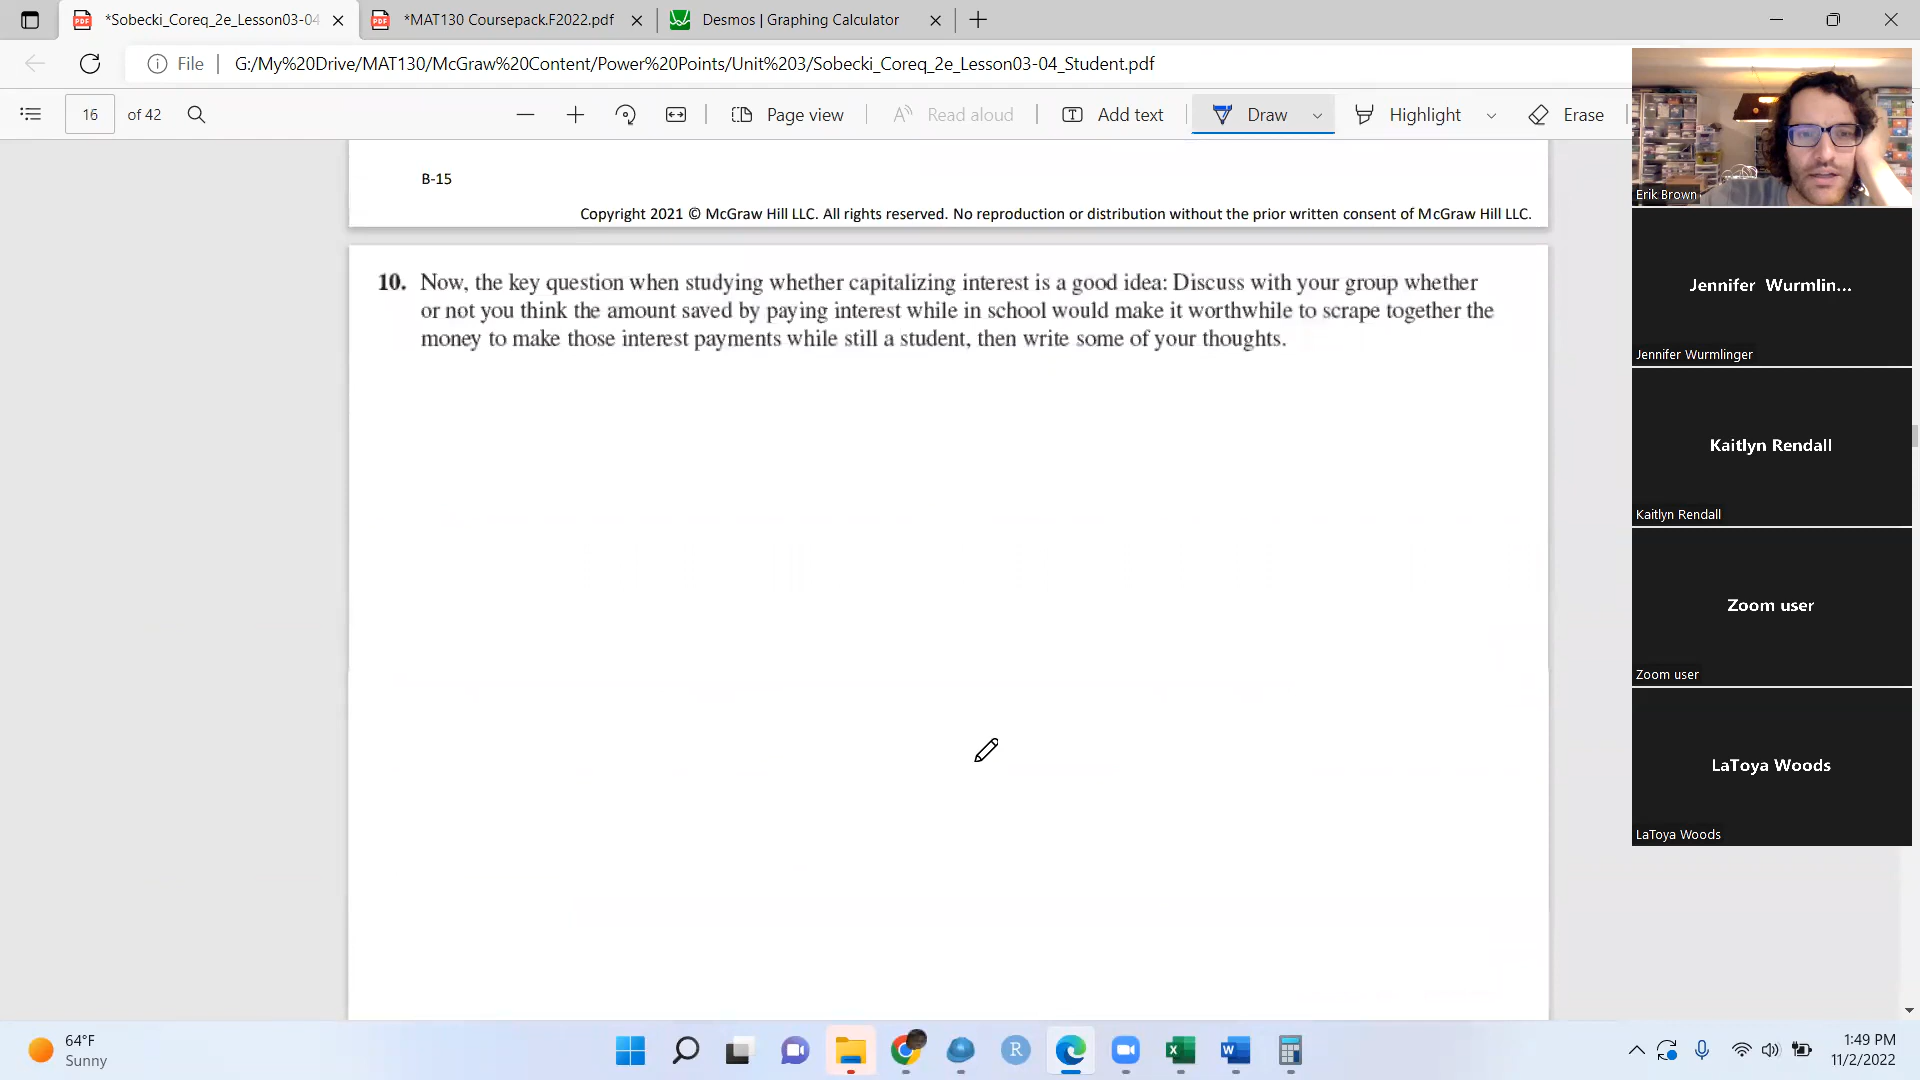 *Sobecki_Coreq_2e_Lesson03-04
*MAT130 Coursepack.F2022.pdf
Desmos | Graphing Calculator
File
G:/My%20Drive/MAT130/McGraw%20Content/Power%20Points/Unit%203/Sobecki_Coreq_2e_Lesson03-04_Student.pdf
16 of 42
Page view
Read aloud
Add text
Draw
Highlight
Erase
B-15
Copyright 2021 © McGraw Hill LLC. All rights reserved. No reproduction or distribution without the prior written consent of McGraw Hill LLC.
10. Now, the key question when studying whether capitalizing interest is a good idea: Discuss with your group whether
or not you think the amount saved by paying interest while in school would make it worthwhile to scrape together the
money to make those interest payments while still a student, then write some of your thoughts.
Erik Brown
Jennifer Wurmlin...
Jennifer Wurmlinger
Kaitlyn Rendall
Kaitlyn Rendall
Zoom user
Zoom user
LaToya Woods
LaToya Woods
64°F
Sunny
1:49 PM
11/2/2022